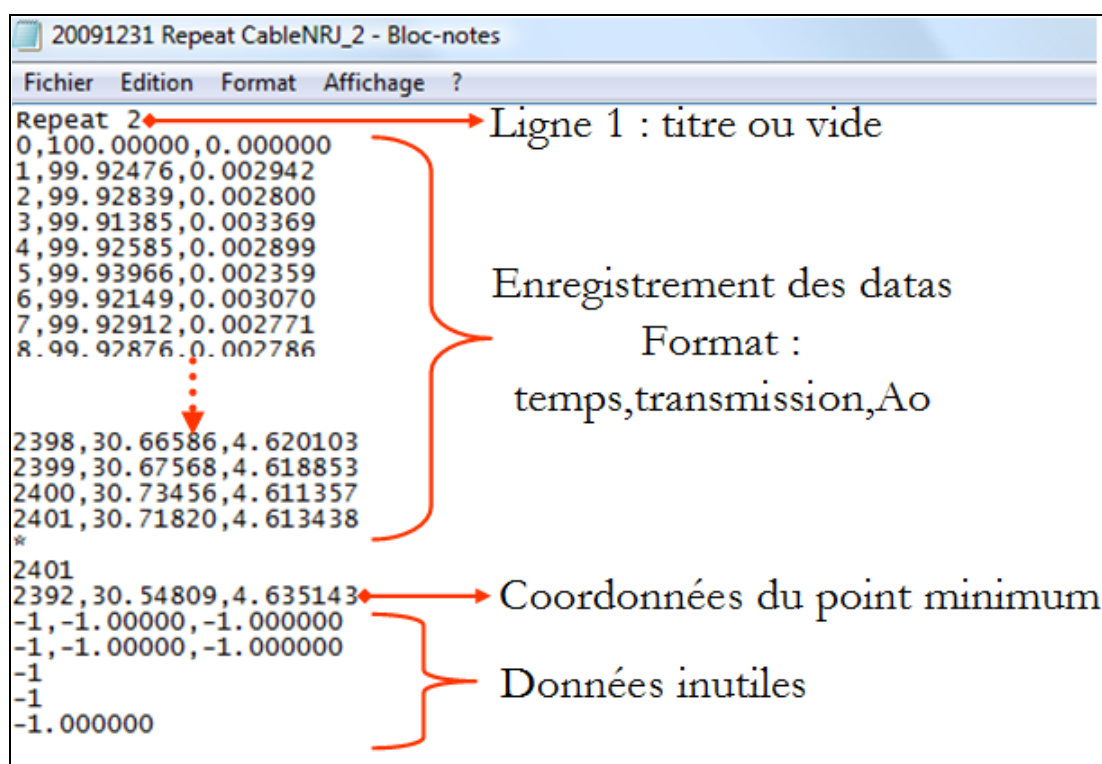 20091231 Repeat CableNRJ_2 - Bloc-notes
Fichier Edition Format Affichage ?
Repeat 2
Ligne 1 : titre ou vide
0,100.00000,0.000000
1,99.92476,0.002942
2,99.92839,0.002800
3,99.91385,0.003369
4,99.92585,0.002899
5,99.93966,0.002359
6,99.92149,0.003070
7,99.92912,0.002771
8,99.92876,0.002786
Enregistrement des datas
Format :
temps,transmission,Ao
2398,30.66586,4.620103
2399,30.67568,4.618853
2400,30.73456,4.611357
2401,30.71820,4.613438
*
2401
2392,30.54809,4.635143
Coordonnées du point minimum
-1,-1.00000,-1.000000
-1,-1.00000,-1.000000
-1
-1
-1.000000
Données inutiles